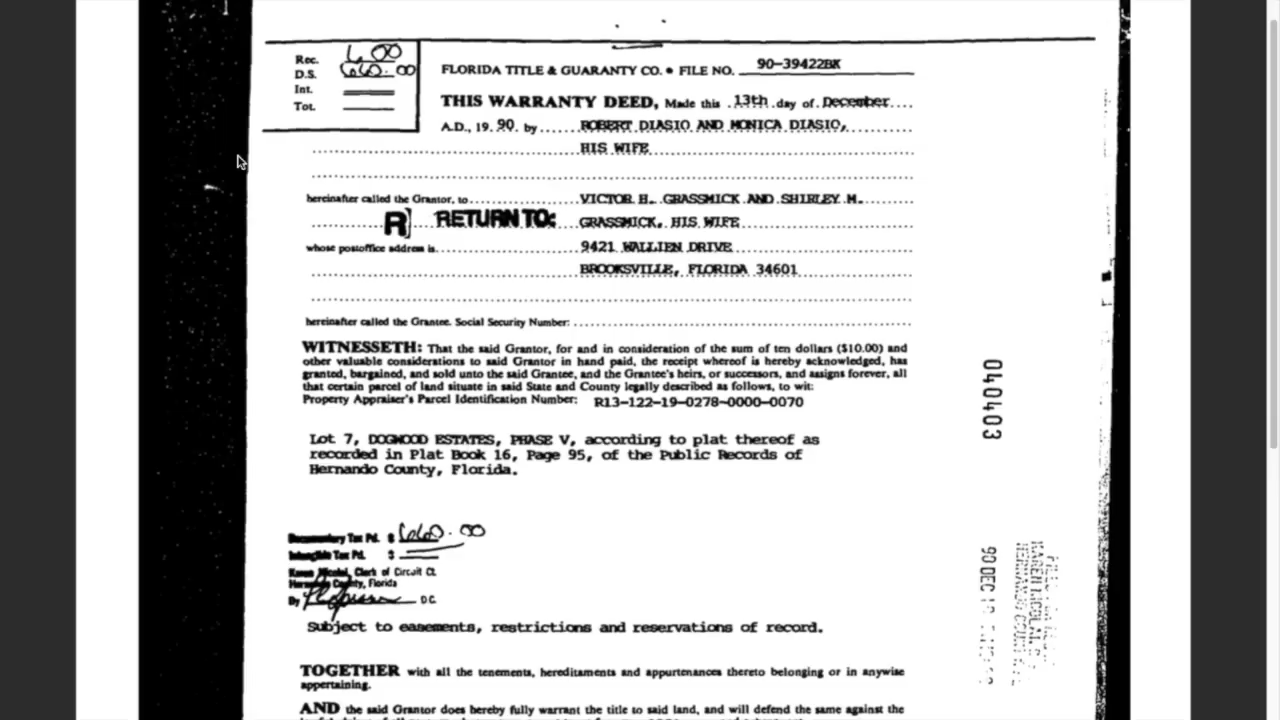 Rec. 6.00
D.S. 660.00
Int.
Tot.
FLORIDA TITLE & GUARANTY CO. • FILE NO. 90-39422BK
THIS WARRANTY DEED, Made this 13th day of December
A.D., 19 90 by ROBERT DIASIO AND MONICA DIASIO,
HIS WIFE
hereinafter called the Grantor, to VICTOR H. GRASSMICK AND SHIRLEY M.
R] RETURN TO: GRASSMICK, HIS WIFE
whose postoffice address is 9421 WALLIEN DRIVE
BROOKSVILLE, FLORIDA 34601
hereinafter called the Grantee. Social Security Number:
WITNESSETH: That the said Grantor, for and in consideration of the sum of ten dollars ($10.00) and
other valuable considerations to said Grantor in hand paid, the receipt whereof is hereby acknowledged, has
granted, bargained, and sold unto the said Grantee, and the Grantee's heirs, or successors, and assigns forever, all
that certain parcel of land situate in said State and County legally described as follows, to wit:
Property Appraiser's Parcel Identification Number: R13-122-19-0278-0000-0070
Lot 7, DOGWOOD ESTATES, PHASE V, according to plat thereof as
recorded in Plat Book 16, Page 95, of the Public Records of
Hernando County, Florida.
Documentary Tax Pd. $ 660.00
Intangible Tax Pd. $
Karen Nicolai, Clerk of Circuit Ct.
Hernando County, Florida
By D.C.
Subject to easements, restrictions and reservations of record.
TOGETHER with all the tenements, hereditaments and appurtenances thereto belonging or in anywise
appertaining.
AND the said Grantor does hereby fully warrant the title to said land, and will defend the same against the
040403
90 DEC
KAREN NICOLAI
HERNANDO COUNTY